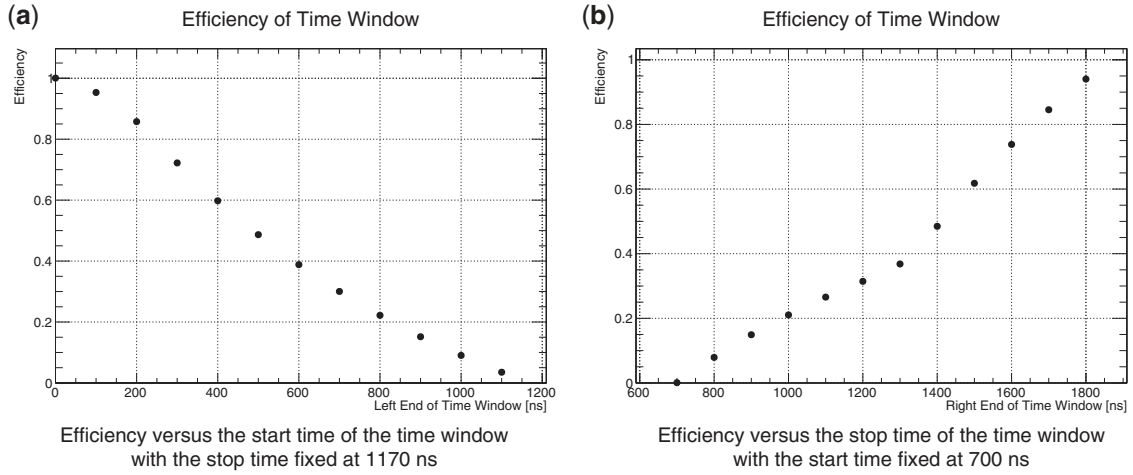 (a)
Efficiency of Time Window
Efficiency
1
0.8
0.6
0.4
0.2
0
0 200 400 600 800 1000 1200
Left End of Time Window [ns]
Efficiency versus the start time of the time window
with the stop time fixed at 1170 ns
(b)
Efficiency of Time Window
Efficiency
1
0.8
0.6
0.4
0.2
0
600 800 1000 1200 1400 1600 1800
Right End of Time Window [ns]
Efficiency versus the stop time of the time window
with the start time fixed at 700 ns